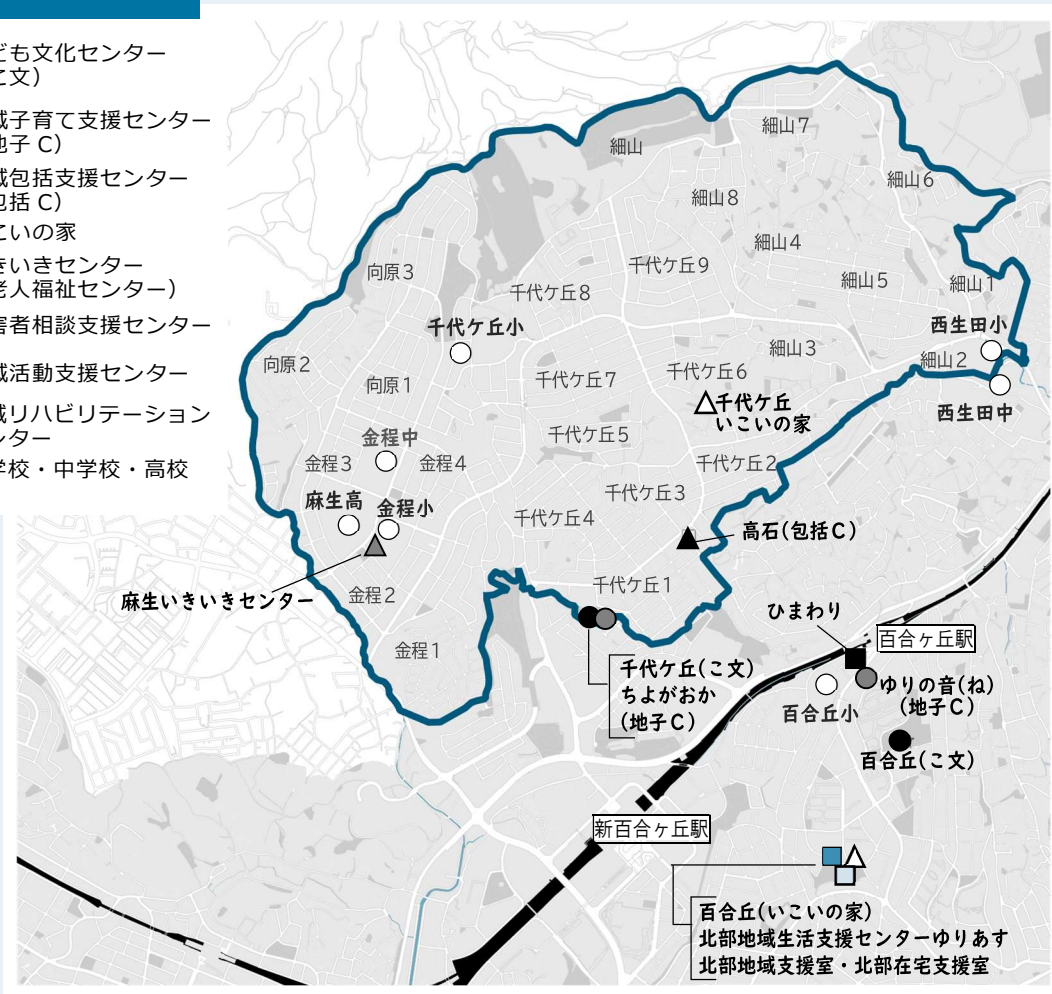 ども文化センター
こ文）
域子育て支援センター
地子 C）
域包括支援センター
包括 C）
こいの家
きいきセンター
老人福祉センター）
害者相談支援センター
域活動支援センター
域リハビリテーション
ンター
学校・中学校・高校
細山7
細山
細山6
細山8
細山4
千代ケ丘9
向原3
細山5
細山1
千代ケ丘8
千代ケ丘小
西生田小
細山3
細山2
向原2
千代ケ丘6
千代ケ丘7
向原1
千代ケ丘
いこいの家
西生田中
千代ケ丘5
金程中
金程3
金程4
千代ケ丘2
千代ケ丘3
麻生高
金程小
千代ケ丘4
高石(包括C)
千代ケ丘1
麻生いきいきセンター
金程2
ひまわり
百合ヶ丘駅
金程1
千代ケ丘(こ文)
ちよがおか
(地子C)
ゆりの音(ね)
(地子C)
百合丘小
百合丘(こ文)
新百合ヶ丘駅
百合丘(いこいの家)
北部地域生活支援センターゆりあす
北部地域支援室・北部在宅支援室